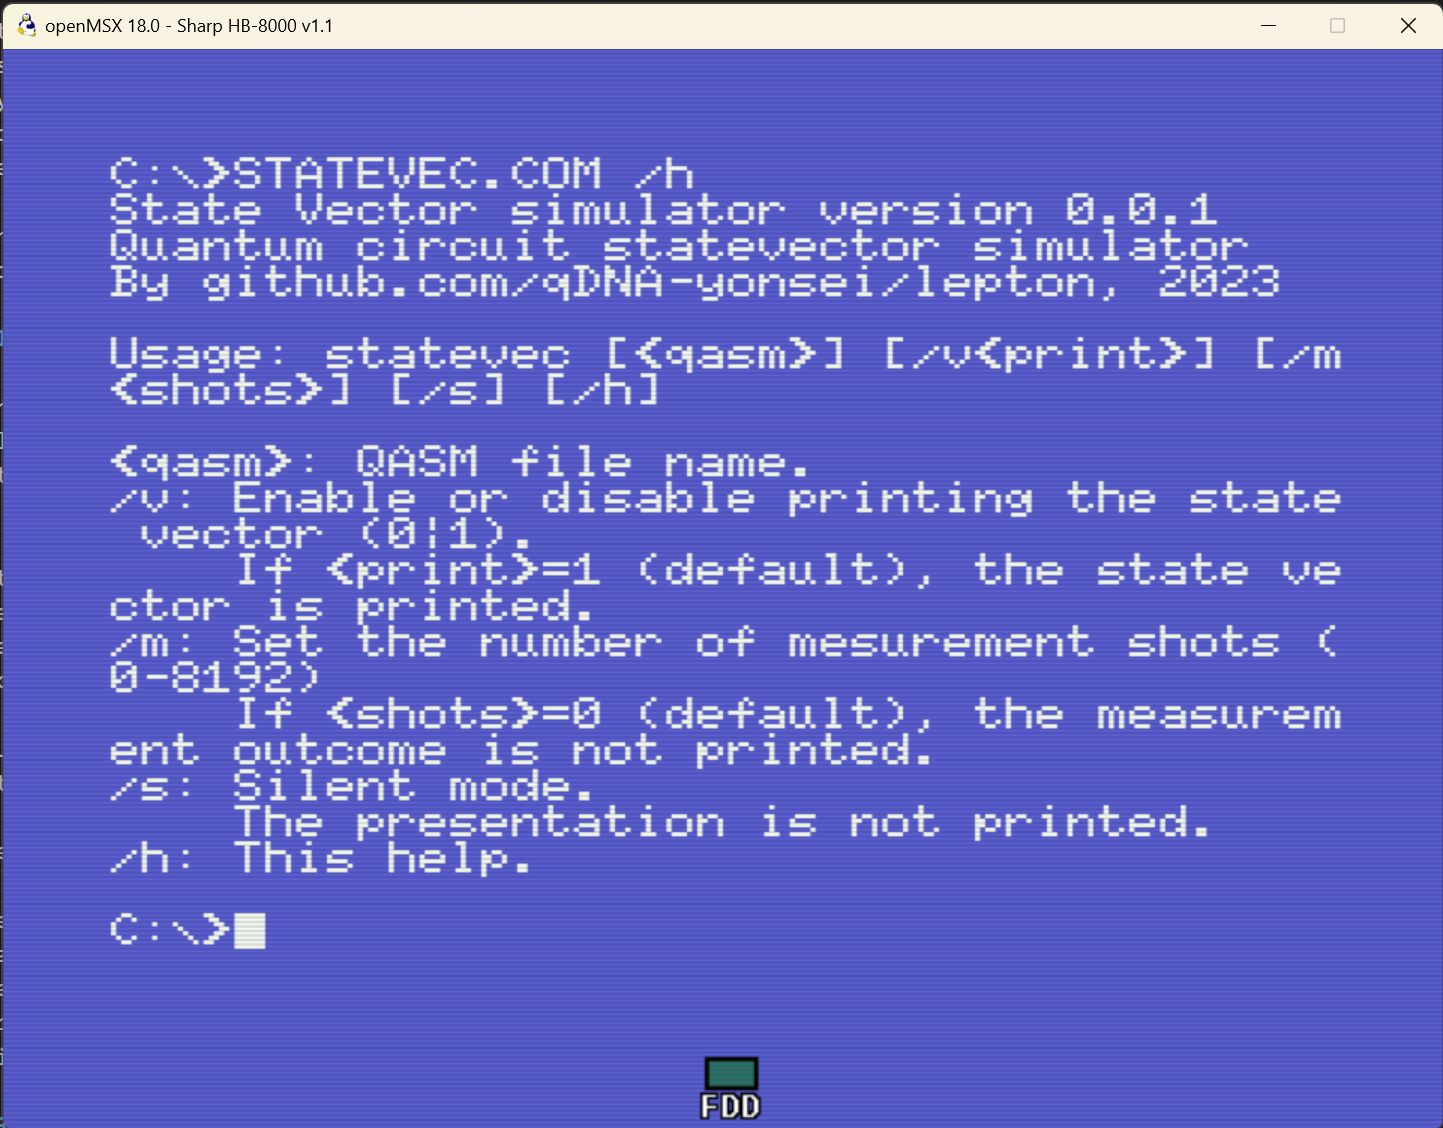 openMSX 18.0 - Sharp HB-8000 v1.1
C:\>STATEVEC.COM /h
State Vector simulator version 0.0.1
Quantum circuit statevector simulator
By github.com/qDNA-yonsei/lepton, 2023
Usage: statevec [<qasm>] [/v<print>] [/m
<shots>] [/s] [/h]
<qasm>: QASM file name.
/v: Enable or disable printing the state
 vector (0|1).
    If <print>=1 (default), the state ve
ctor is printed.
/m: Set the number of mesurement shots (
0-8192)
    If <shots>=0 (default), the measurem
ent outcome is not printed.
/s: Silent mode.
    The presentation is not printed.
/h: This help.
C:\>
FDD